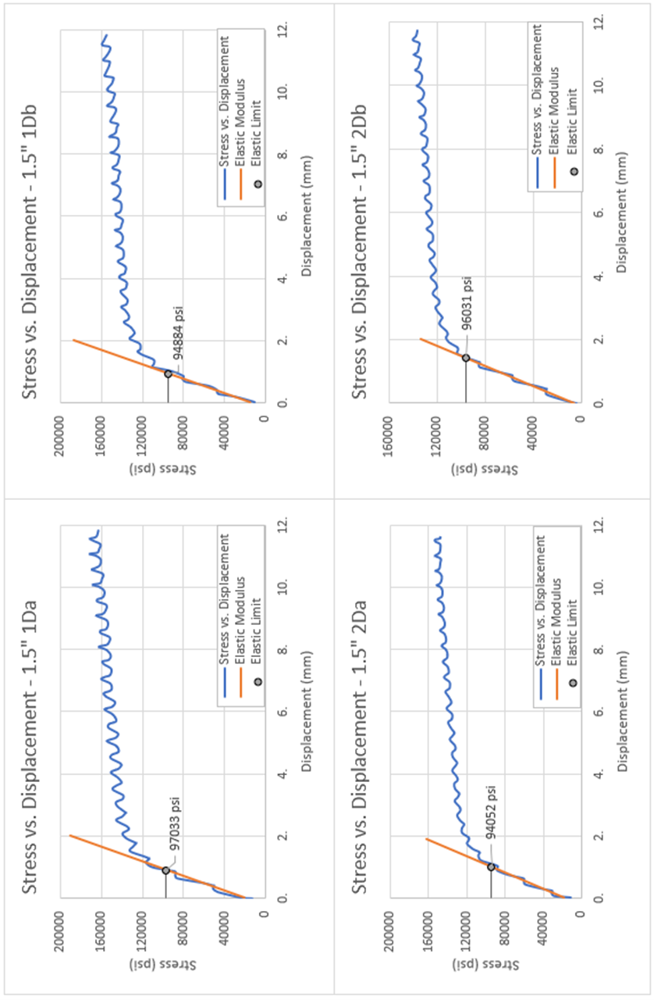 Stress vs. Displacement - 1.5" 1Da
200000
160000
120000
80000
40000
0
Stress (psi)
97033 psi
Stress vs. Displacement
Elastic Modulus
Elastic Limit
0. 2. 4. 6. 8. 10. 12.
Displacement (mm)
Stress vs. Displacement - 1.5" 1Db
200000
160000
120000
80000
40000
0
Stress (psi)
94884 psi
Stress vs. Displacement
Elastic Modulus
Elastic Limit
0. 2. 4. 6. 8. 10. 12.
Displacement (mm)
Stress vs. Displacement - 1.5" 2Da
200000
160000
120000
80000
40000
0
Stress (psi)
94052 psi
Stress vs. Displacement
Elastic Modulus
Elastic Limit
0. 2. 4. 6. 8. 10. 12.
Displacement (mm)
Stress vs. Displacement - 1.5" 2Db
160000
120000
80000
40000
0
Stress (psi)
96031 psi
Stress vs. Displacement
Elastic Modulus
Elastic Limit
0. 2. 4. 6. 8. 10. 12.
Displacement (mm)